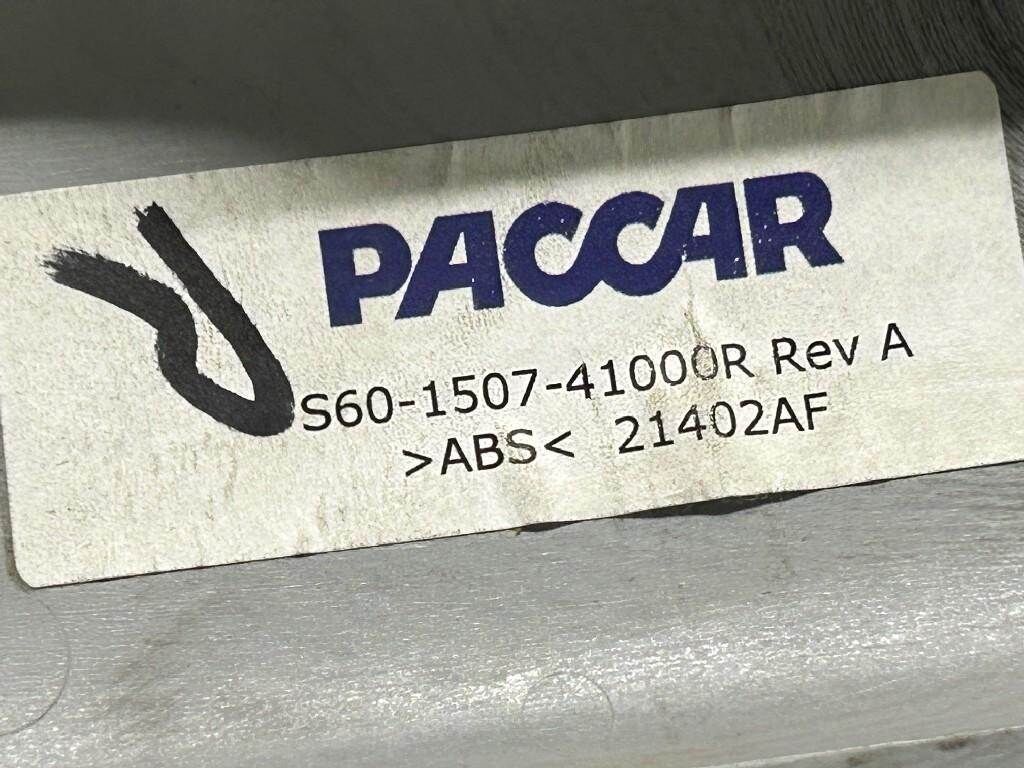 PACCAR
S60-1507-41000R Rev A
>ABS< 21402AF